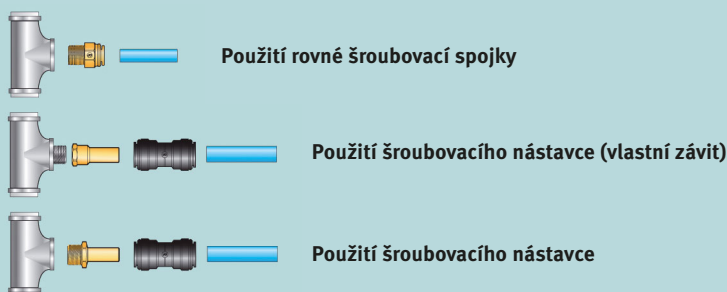 Použití rovné šroubovací spojky
Použití šroubovacího nástavce (vlastní závit)
Použití šroubovacího nástavce